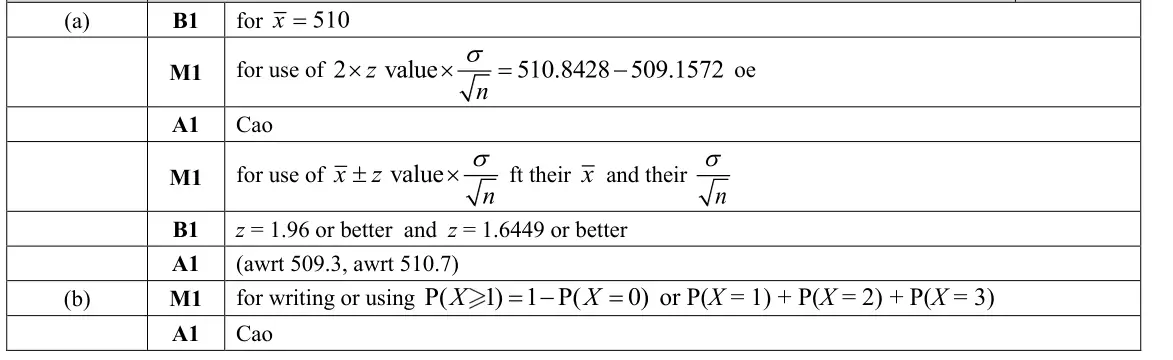 (a) B1 for x̄ = 510
M1 for use of 2 × z value × σ/√n = 510.8428 – 509.1572 oe
A1 Cao
M1 for use of x̄ ± z value × σ/√n ft their x̄ and their σ/√n
B1 z = 1.96 or better and z = 1.6449 or better
A1 (awrt 509.3, awrt 510.7)
(b) M1 for writing or using P(X⩾1) = 1 – P(X = 0) or P(X = 1) + P(X = 2) + P(X = 3)
A1 Cao